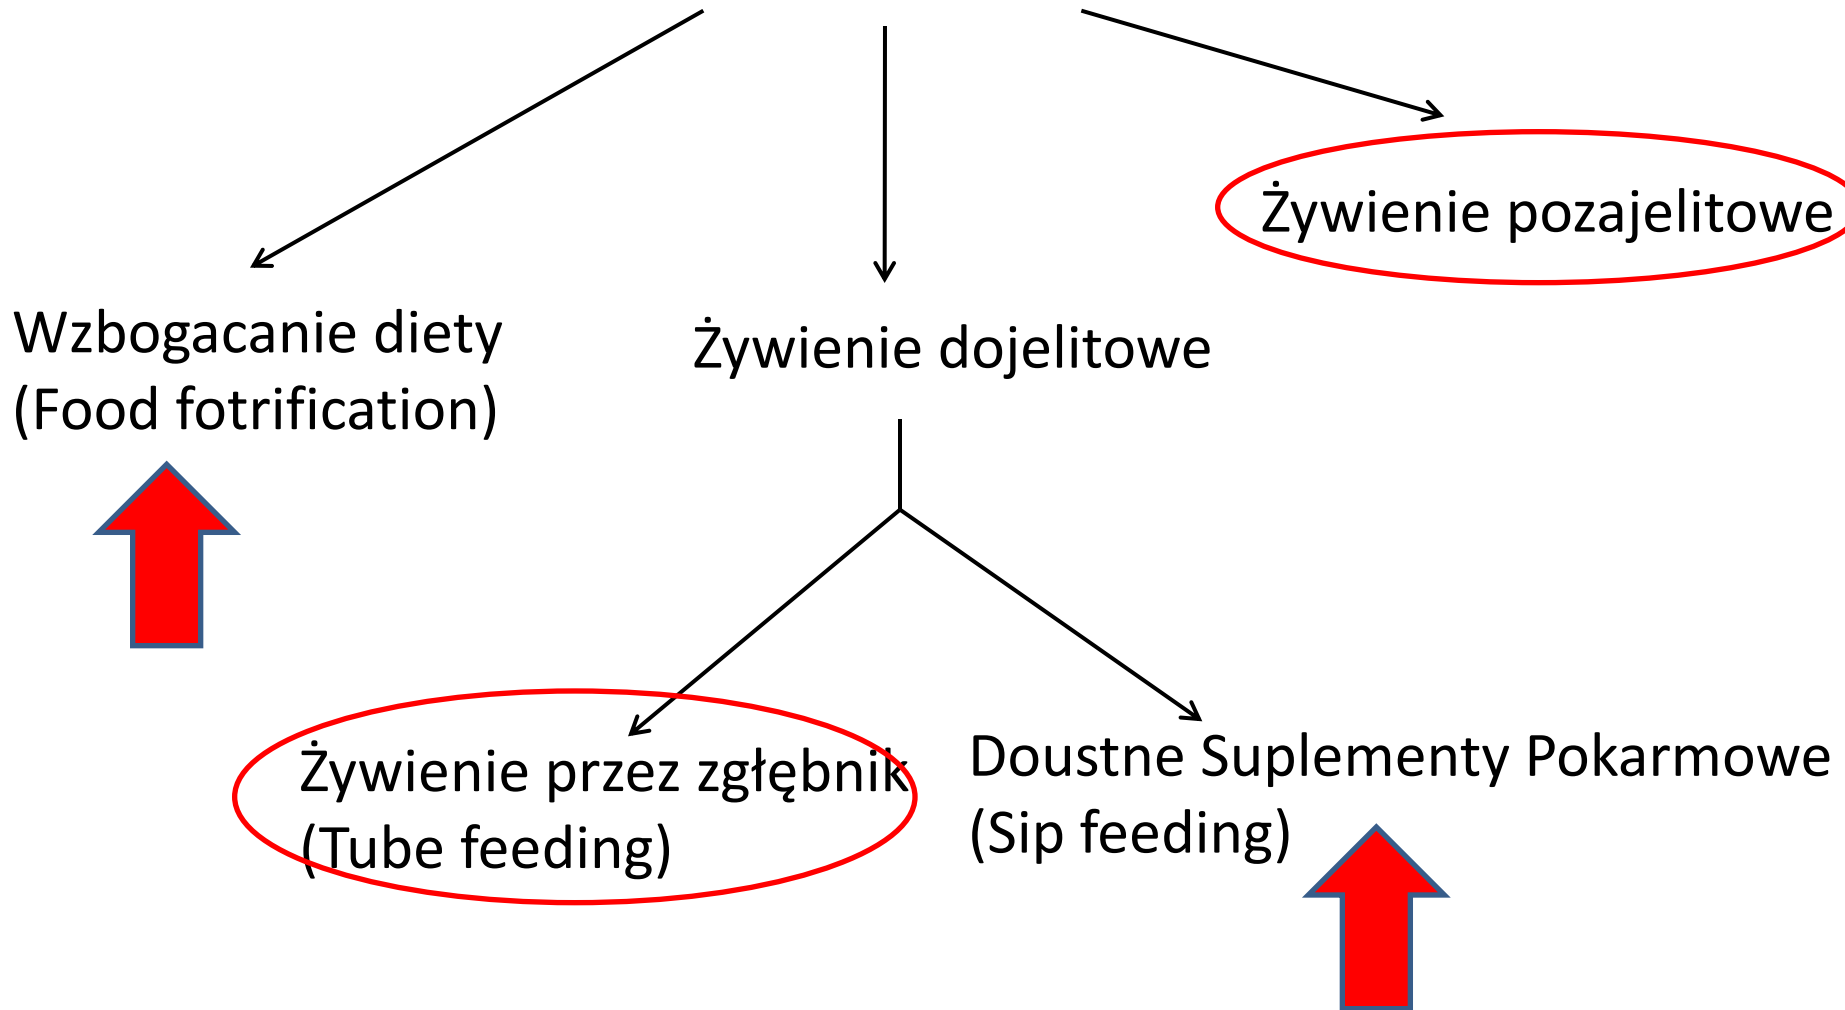 Żywienie pozajelitowe
Wzbogacanie diety
(Food fotrification)
Żywienie dojelitowe
Żywienie przez zgłębnik
(Tube feeding)
Doustne Suplementy Pokarmowe
(Sip feeding)